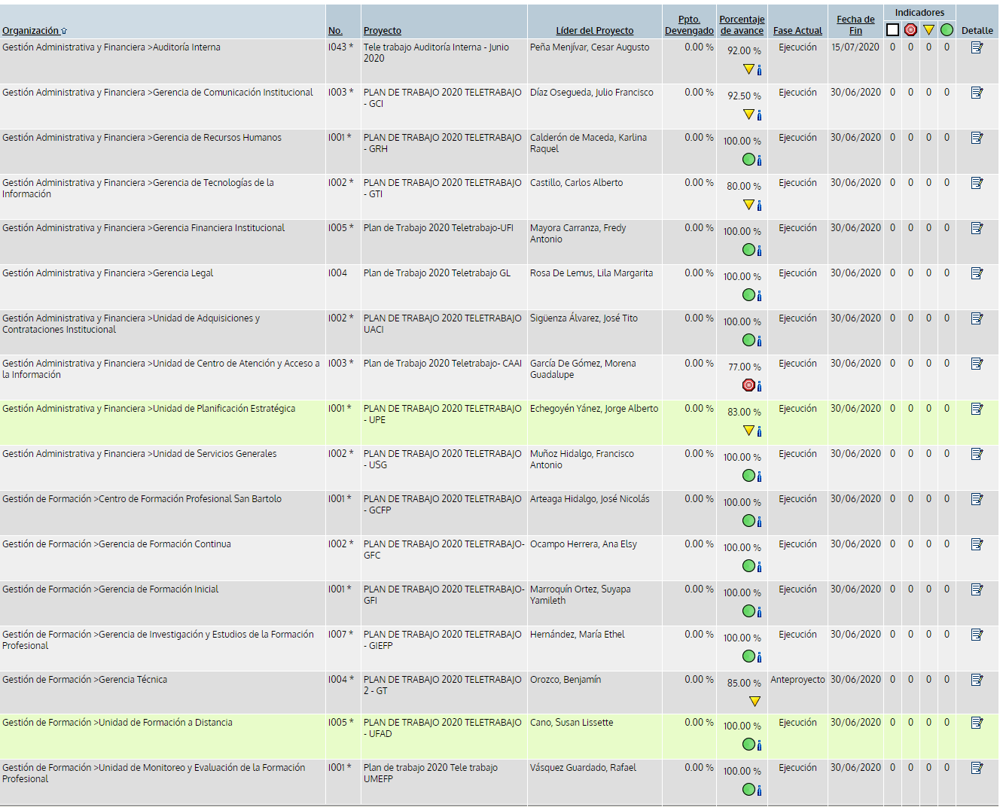 Organización No. Proyecto Líder del Proyecto Ppto. Devengado Porcentaje de avance Fase Actual Fecha de Fin Indicadores Detalle
Gestión Administrativa y Financiera >Auditoría Interna I043 * Tele trabajo Auditoría Interna - Junio 2020 Peña Menjívar, Cesar Augusto 0.00 % 92.00 % Ejecución 15/07/2020 0 0 0 0
Gestión Administrativa y Financiera >Gerencia de Comunicación Institucional I003 * PLAN DE TRABAJO 2020 TELETRABAJO - GCI Díaz Osegueda, Julio Francisco 0.00 % 92.50 % Ejecución 30/06/2020 0 0 0 0
Gestión Administrativa y Financiera >Gerencia de Recursos Humanos I001 * PLAN DE TRABAJO 2020 TELETRABAJO - GRH Calderón de Maceda, Karlina Raquel 0.00 % 100.00 % Ejecución 30/06/2020 0 0 0 0
Gestión Administrativa y Financiera >Gerencia de Tecnologías de la Información I002 * PLAN DE TRABAJO 2020 TELETRABAJO - GTI Castillo, Carlos Alberto 0.00 % 80.00 % Ejecución 30/06/2020 0 0 0 0
Gestión Administrativa y Financiera >Gerencia Financiera Institucional I005 * Plan de Trabajo 2020 Teletrabajo-UFI Mayora Carranza, Fredy Antonio 0.00 % 100.00 % Ejecución 30/06/2020 0 0 0 0
Gestión Administrativa y Financiera >Gerencia Legal I004 Plan de Trabajo 2020 Teletrabajo GL Rosa De Lemus, Lila Margarita 0.00 % 100.00 % Ejecución 30/06/2020 0 0 0 0
Gestión Administrativa y Financiera >Unidad de Adquisiciones y Contrataciones Institucional I002 * PLAN DE TRABAJO 2020 TELETRABAJO UACI Sigüenza Álvarez, José Tito 0.00 % 100.00 % Ejecución 30/06/2020 0 0 0 0
Gestión Administrativa y Financiera >Unidad de Centro de Atención y Acceso a la Información I003 * Plan de Trabajo 2020 Teletrabajo- CAAI García De Gómez, Morena Guadalupe 0.00 % 77.00 % Ejecución 30/06/2020 0 0 0 0
Gestión Administrativa y Financiera >Unidad de Planificación Estratégica I001 * PLAN DE TRABAJO 2020 TELETRABAJO - UPE Echegoyén Yánez, Jorge Alberto 0.00 % 83.00 % Ejecución 30/06/2020 0 0 0 0
Gestión Administrativa y Financiera >Unidad de Servicios Generales I002 * PLAN DE TRABAJO 2020 TELETRABAJO - USG Muñoz Hidalgo, Francisco Antonio 0.00 % 100.00 % Ejecución 30/06/2020 0 0 0 0
Gestión de Formación >Centro de Formación Profesional San Bartolo I001 * PLAN DE TRABAJO 2020 TELETRABAJO - GCFP Arteaga Hidalgo, José Nicolás 0.00 % 100.00 % Ejecución 30/06/2020 0 0 0 0
Gestión de Formación >Gerencia de Formación Continua I002 * PLAN DE TRABAJO 2020 TELETRABAJO- GFC Ocampo Herrera, Ana Elsy 0.00 % 100.00 % Ejecución 30/06/2020 0 0 0 0
Gestión de Formación >Gerencia de Formación Inicial I001 * PLAN DE TRABAJO 2020 TELETRABAJO- GFI Marroquín Ortez, Suyapa Yamileth 0.00 % 100.00 % Ejecución 30/06/2020 0 0 0 0
Gestión de Formación >Gerencia de Investigación y Estudios de la Formación Profesional I007 * PLAN DE TRABAJO 2020 TELETRABAJO - GIEFP Hernández, María Ethel 0.00 % 100.00 % Ejecución 30/06/2020 0 0 0 0
Gestión de Formación >Gerencia Técnica I004 * PLAN DE TRABAJO 2020 TELETRABAJO 2 - GT Orozco, Benjamín 0.00 % 85.00 % Anteproyecto 30/06/2020 0 0 0 0
Gestión de Formación >Unidad de Formación a Distancia I005 * PLAN DE TRABAJO 2020 TELETRABAJO - UFAD Cano, Susan Lissette 0.00 % 100.00 % Ejecución 30/06/2020 0 0 0 0
Gestión de Formación >Unidad de Monitoreo y Evaluación de la Formación Profesional I001 * Plan de trabajo 2020 Tele trabajo UMEFP Vásquez Guardado, Rafael 0.00 % 100.00 % Ejecución 30/06/2020 0 0 0 0